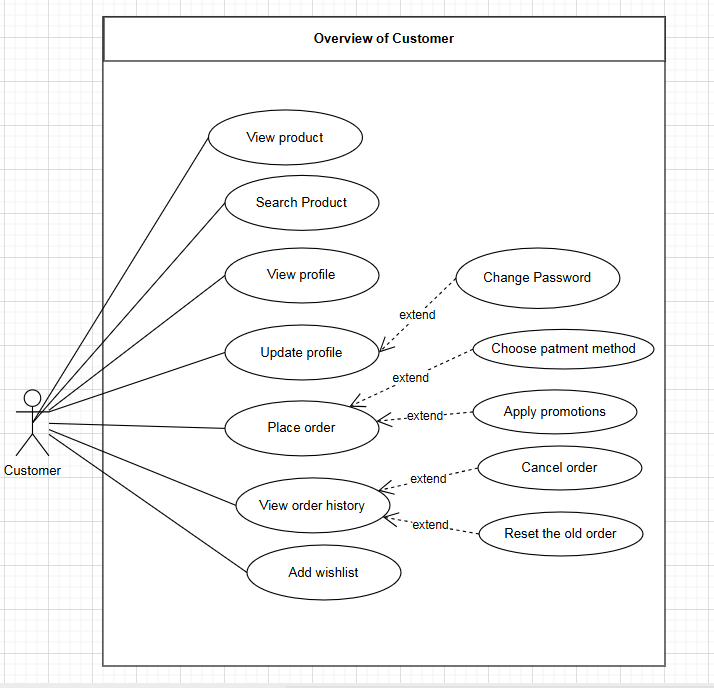 Overview of Customer
View product
Search Product
View profile
Change Password
extend
Update profile
Choose patment method
extend
Place order
Apply promotions
extend
Customer
Cancel order
extend
View order history
Reset the old order
extend
Add wishlist